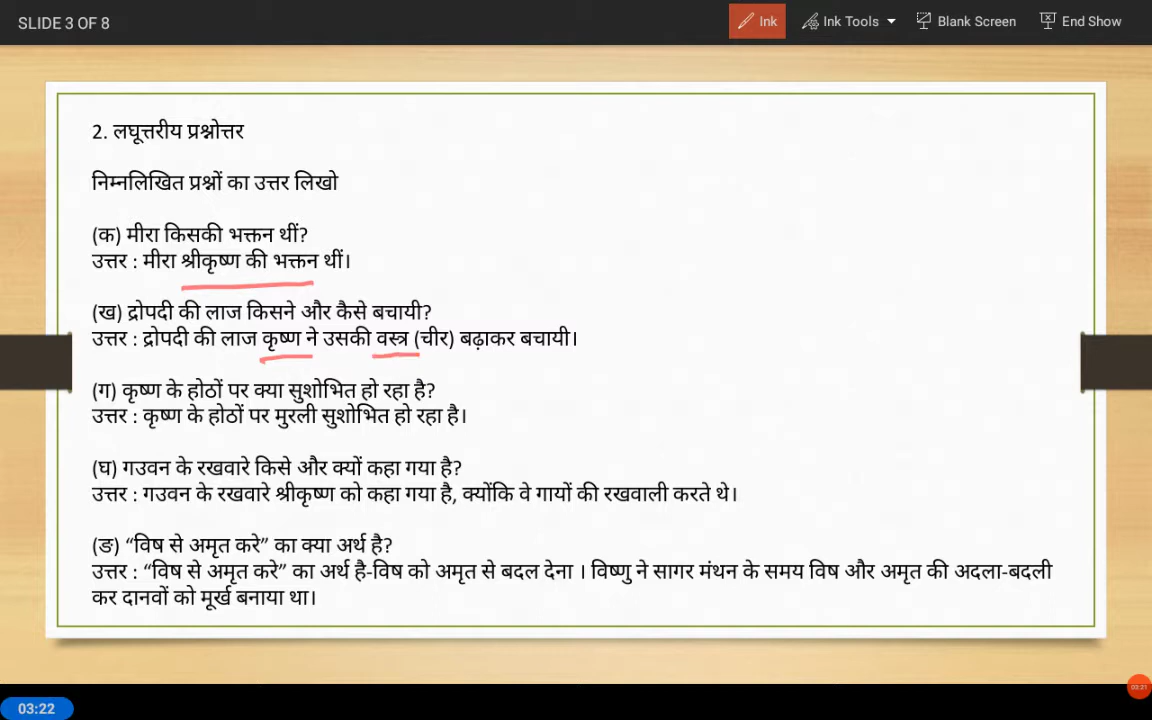 SLIDE 3 OF 8
Ink
Ink Tools
Blank Screen
End Show
2. लघूत्तरीय प्रश्नोत्तर
निम्नलिखित प्रश्नों का उत्तर लिखो
(क) मीरा किसकी भक्तन थीं?
उत्तर : मीरा श्रीकृष्ण की भक्तन थीं।
(ख) द्रोपदी की लाज किसने और कैसे बचायी?
उत्तर : द्रोपदी की लाज कृष्ण ने उसकी वस्त्र (चीर) बढ़ाकर बचायी।
(ग) कृष्ण के होठों पर क्या सुशोभित हो रहा है?
उत्तर : कृष्ण के होठों पर मुरली सुशोभित हो रहा है।
(घ) गउवन के रखवारे किसे और क्यों कहा गया है?
उत्तर : गउवन के रखवारे श्रीकृष्ण को कहा गया है, क्योंकि वे गायों की रखवाली करते थे।
(ङ) “विष से अमृत करे” का क्या अर्थ है?
उत्तर : “विष से अमृत करे” का अर्थ है-विष को अमृत से बदल देना । विष्णु ने सागर मंथन के समय विष और अमृत की अदला-बदली
कर दानवों को मूर्ख बनाया था।
03:21
03:22